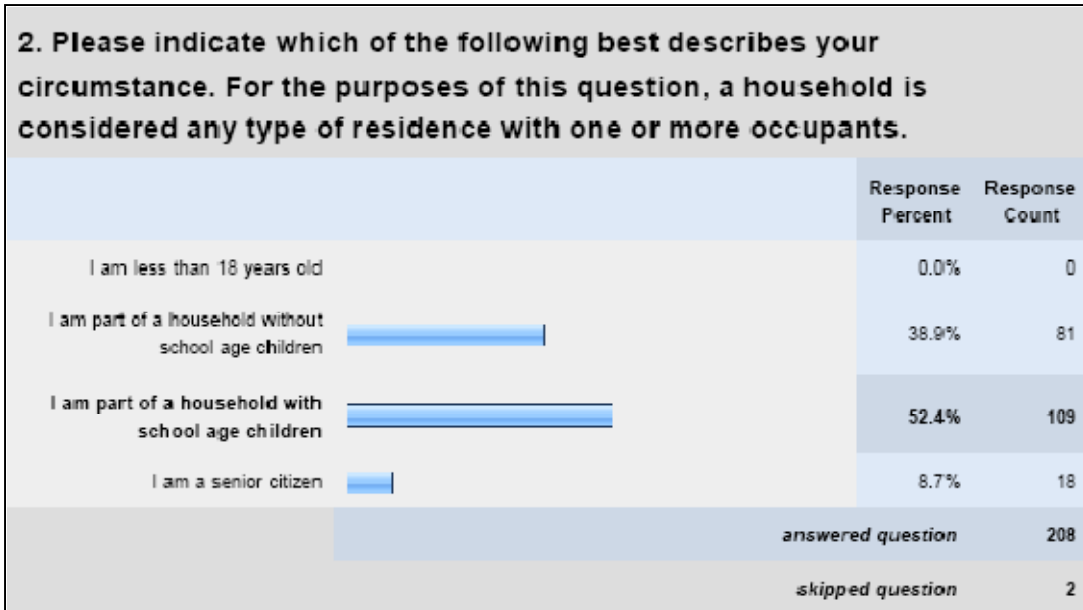 2. Please indicate which of the following best describes your
circumstance. For the purposes of this question, a household is
considered any type of residence with one or more occupants.
Response Percent
Response Count
I am less than 18 years old 0.0% 0
I am part of a household without
school age children 38.9% 81
I am part of a household with
school age children 52.4% 109
I am a senior citizen 8.7% 18
answered question 208
skipped question 2